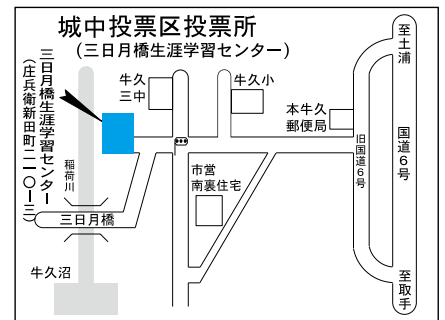 城中投票区投票所
(三日月橋生涯学習センター)
三日月橋生涯学習センター
(庄兵衛新田町二一〇ー三)
牛久
三中
牛久小
本牛久
郵便局
至土浦
国道6号
旧国道6号
至取手
市営
南裏住宅
稲荷川
三日月橋
牛久沼